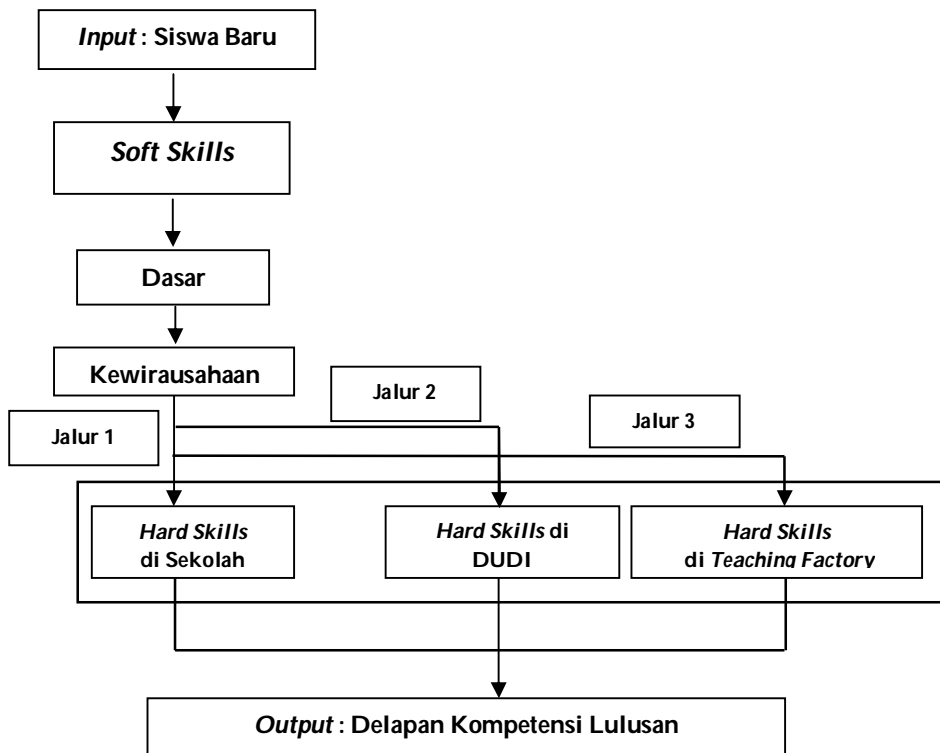 Input : Siswa Baru
Soft Skills
Dasar
Kewirausahaan
Jalur 1
Jalur 2
Jalur 3
Hard Skills
di Sekolah
Hard Skills di
DUDI
Hard Skills
di Teaching Factory
Output : Delapan Kompetensi Lulusan